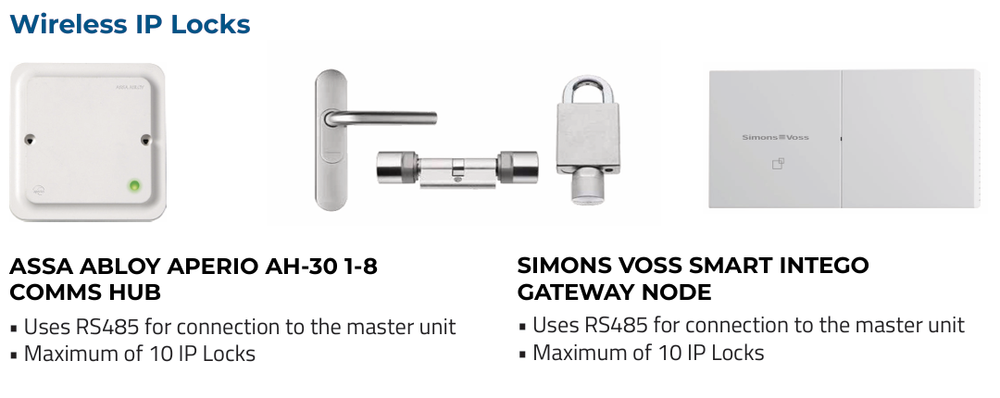 Wireless IP Locks
ASSA ABLOY
Simons Voss
ASSA ABLOY APERIO AH-30 1-8
COMMS HUB
▪ Uses RS485 for connection to the master unit
▪ Maximum of 10 IP Locks
SIMONS VOSS SMART INTEGO
GATEWAY NODE
▪ Uses RS485 for connection to the master unit
▪ Maximum of 10 IP Locks